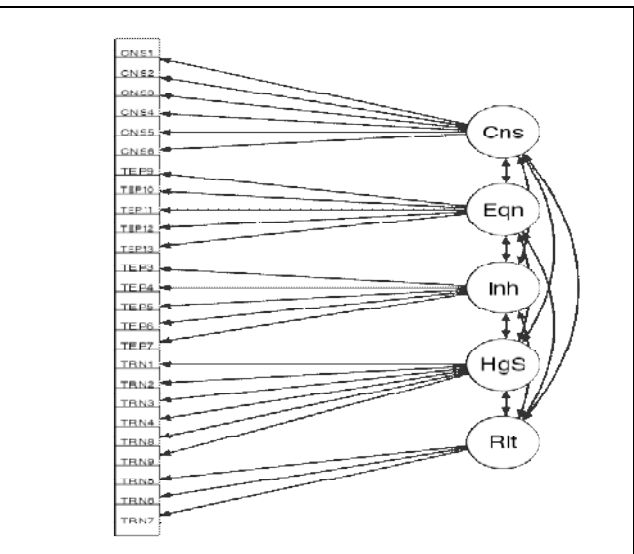 CNS1
CNS2
CNS3
CNS4
CNS5
CNS6
TEP9
TEP10
TEP11
TEP12
TEP13
TEP3
TEP4
TEP5
TEP6
TEP7
TRN1
TRN2
TRN3
TRN4
TRN8
TRN9
TRN5
TRN6
TRN7
Cns
Eqn
Inh
HgS
Rlt